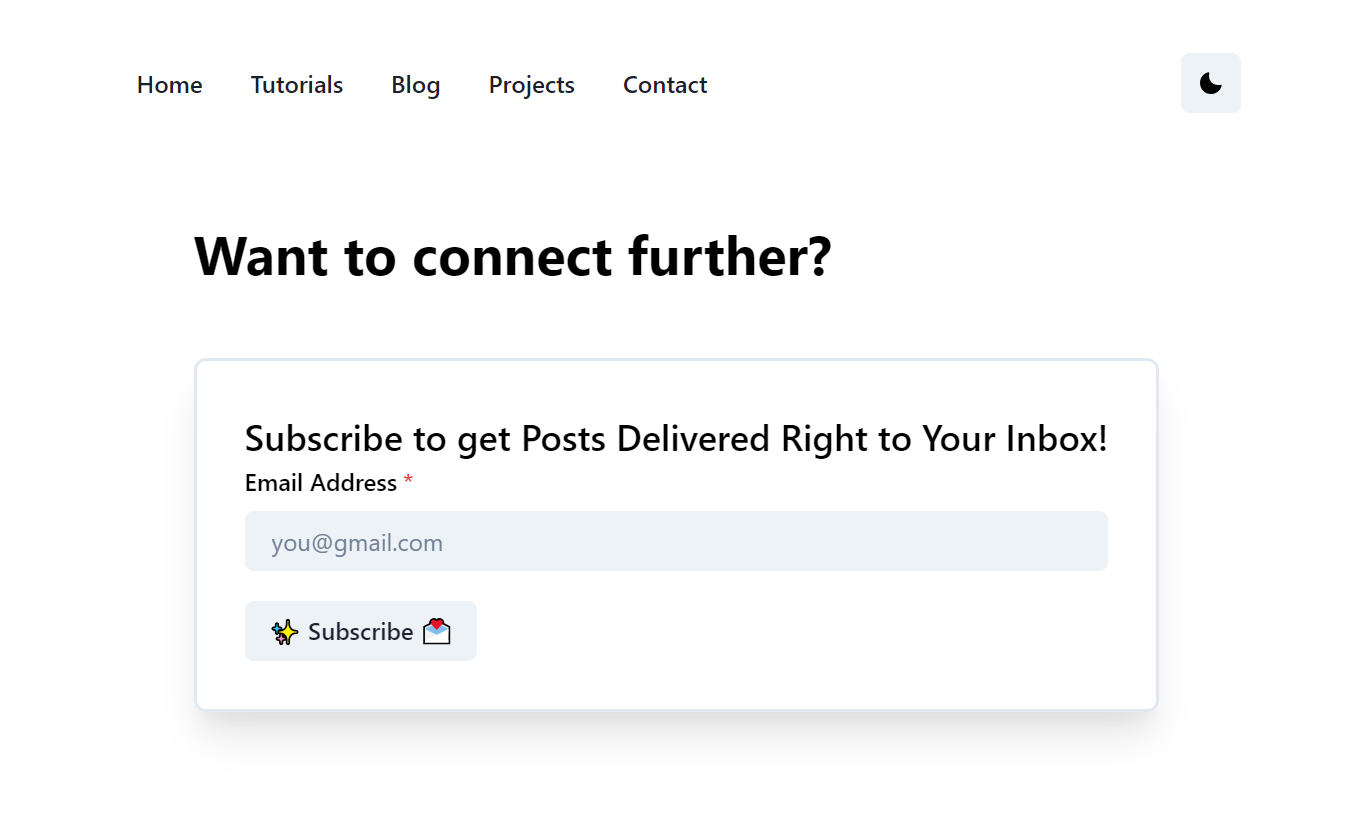 Home Tutorials Blog Projects Contact
Want to connect further?
Subscribe to get Posts Delivered Right to Your Inbox!
Email Address *
you@gmail.com
✨ Subscribe 💌